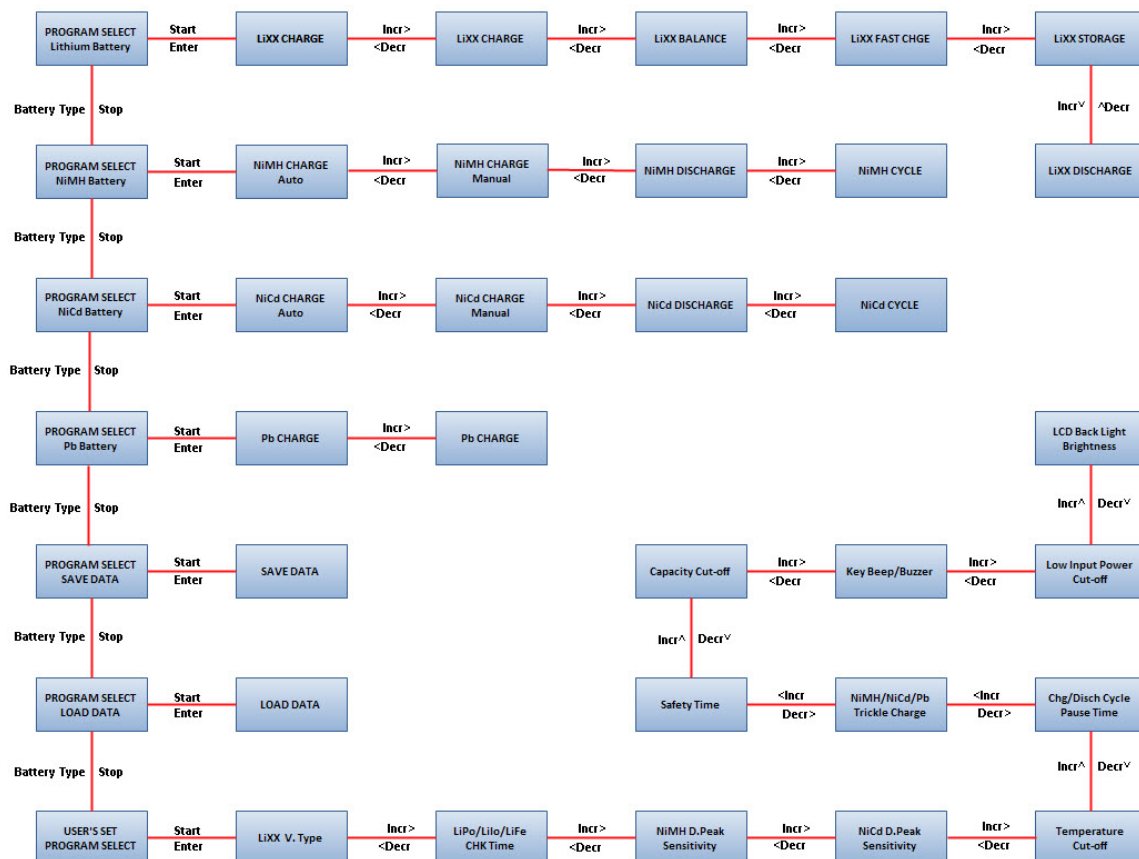 PROGRAM SELECT
Lithium Battery
Start
Enter
LiXX CHARGE
Incr>
<Decr
LiXX CHARGE
Incr>
<Decr
LiXX BALANCE
Incr>
<Decr
LiXX FAST CHGE
Incr>
<Decr
LiXX STORAGE
Battery Type
Stop
Incr˅
^Decr
PROGRAM SELECT
NiMH Battery
Start
Enter
NiMH CHARGE
Auto
Incr>
<Decr
NiMH CHARGE
Manual
Incr>
<Decr
NiMH DISCHARGE
Incr>
<Decr
NiMH CYCLE
LiXX DISCHARGE
Battery Type
Stop
PROGRAM SELECT
NiCd Battery
Start
Enter
NiCd CHARGE
Auto
Incr>
<Decr
NiCd CHARGE
Manual
Incr>
<Decr
NiCd DISCHARGE
Incr>
<Decr
NiCd CYCLE
Battery Type
Stop
PROGRAM SELECT
Pb Battery
Start
Enter
Pb CHARGE
Incr>
<Decr
Pb CHARGE
LCD Back Light
Brightness
Battery Type
Stop
Incr^
Decr˅
PROGRAM SELECT
SAVE DATA
Start
Enter
SAVE DATA
Capacity Cut-off
Incr>
<Decr
Key Beep/Buzzer
Incr>
<Decr
Low Input Power
Cut-off
Battery Type
Stop
Incr^
Decr˅
PROGRAM SELECT
LOAD DATA
Start
Enter
LOAD DATA
Safety Time
<Incr
Decr>
NiMH/NiCd/Pb
Trickle Charge
<Incr
Decr>
Chg/Disch Cycle
Pause Time
Battery Type
Stop
Incr^
Decr˅
USER'S SET
PROGRAM SELECT
Start
Enter
LiXX V. Type
Incr>
<Decr
LiPo/LiIo/LiFe
CHK Time
Incr>
<Decr
NiMH D.Peak
Sensitivity
Incr>
<Decr
NiCd D.Peak
Sensitivity
Incr>
<Decr
Temperature
Cut-off